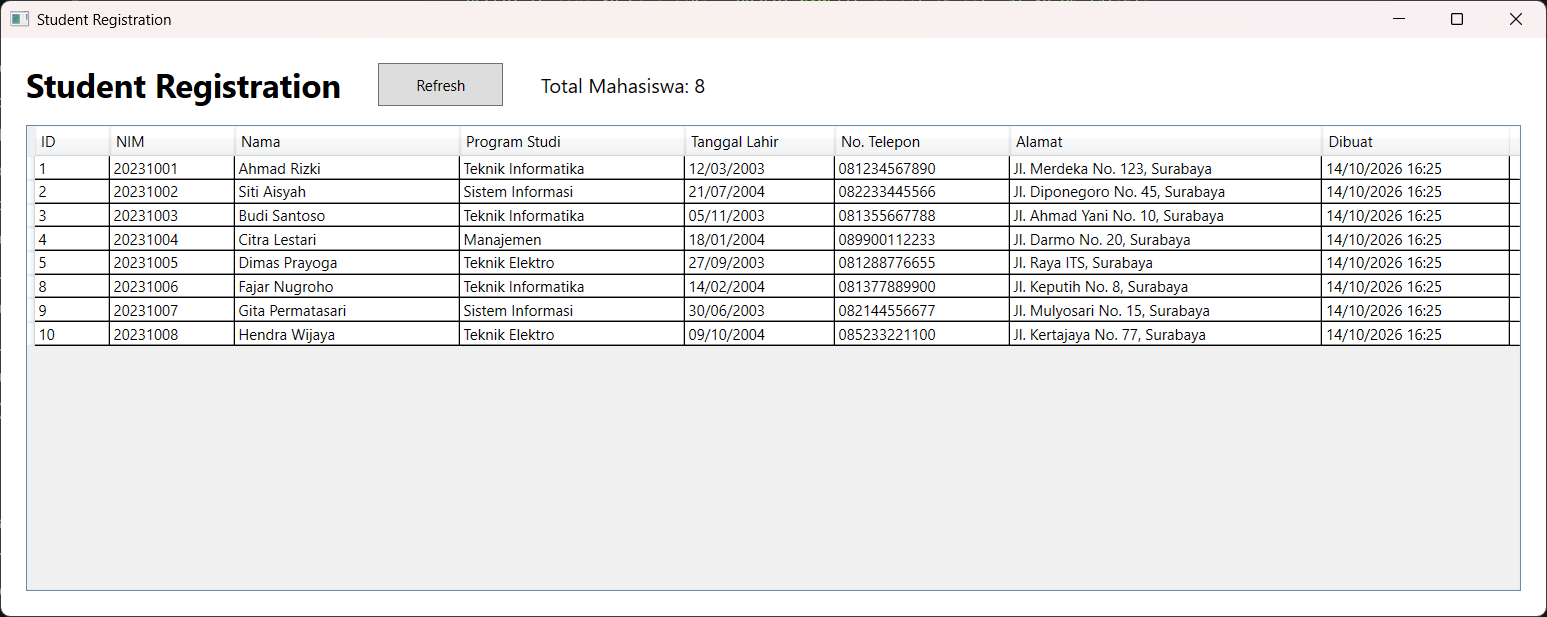 Student Registration
Student Registration Refresh Total Mahasiswa: 8
ID NIM Nama Program Studi Tanggal Lahir No. Telepon Alamat Dibuat
1 20231001 Ahmad Rizki Teknik Informatika 12/03/2003 081234567890 Jl. Merdeka No. 123, Surabaya 14/10/2026 16:25
2 20231002 Siti Aisyah Sistem Informasi 21/07/2004 082233445566 Jl. Diponegoro No. 45, Surabaya 14/10/2026 16:25
3 20231003 Budi Santoso Teknik Informatika 05/11/2003 081355667788 Jl. Ahmad Yani No. 10, Surabaya 14/10/2026 16:25
4 20231004 Citra Lestari Manajemen 18/01/2004 089900112233 Jl. Darmo No. 20, Surabaya 14/10/2026 16:25
5 20231005 Dimas Prayoga Teknik Elektro 27/09/2003 081288776655 Jl. Raya ITS, Surabaya 14/10/2026 16:25
8 20231006 Fajar Nugroho Teknik Informatika 14/02/2004 081377889900 Jl. Keputih No. 8, Surabaya 14/10/2026 16:25
9 20231007 Gita Permatasari Sistem Informasi 30/06/2003 082144556677 Jl. Mulyosari No. 15, Surabaya 14/10/2026 16:25
10 20231008 Hendra Wijaya Teknik Elektro 09/10/2004 085233221100 Jl. Kertajaya No. 77, Surabaya 14/10/2026 16:25